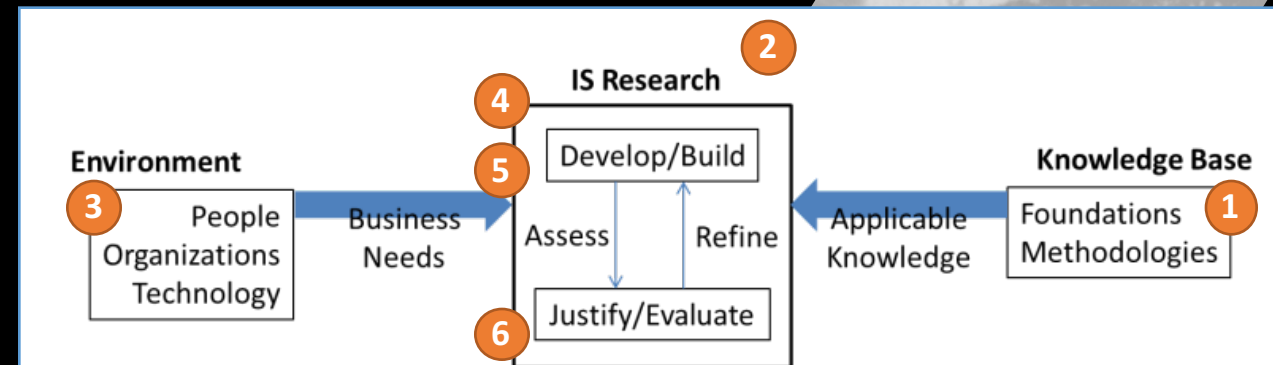 2
IS Research
4
Develop/Build
5
Environment
Knowledge Base
3
People
Organizations
Technology
Business
Needs
Assess
Refine
Applicable
Knowledge
Foundations
Methodologies
1
Justify/Evaluate
6